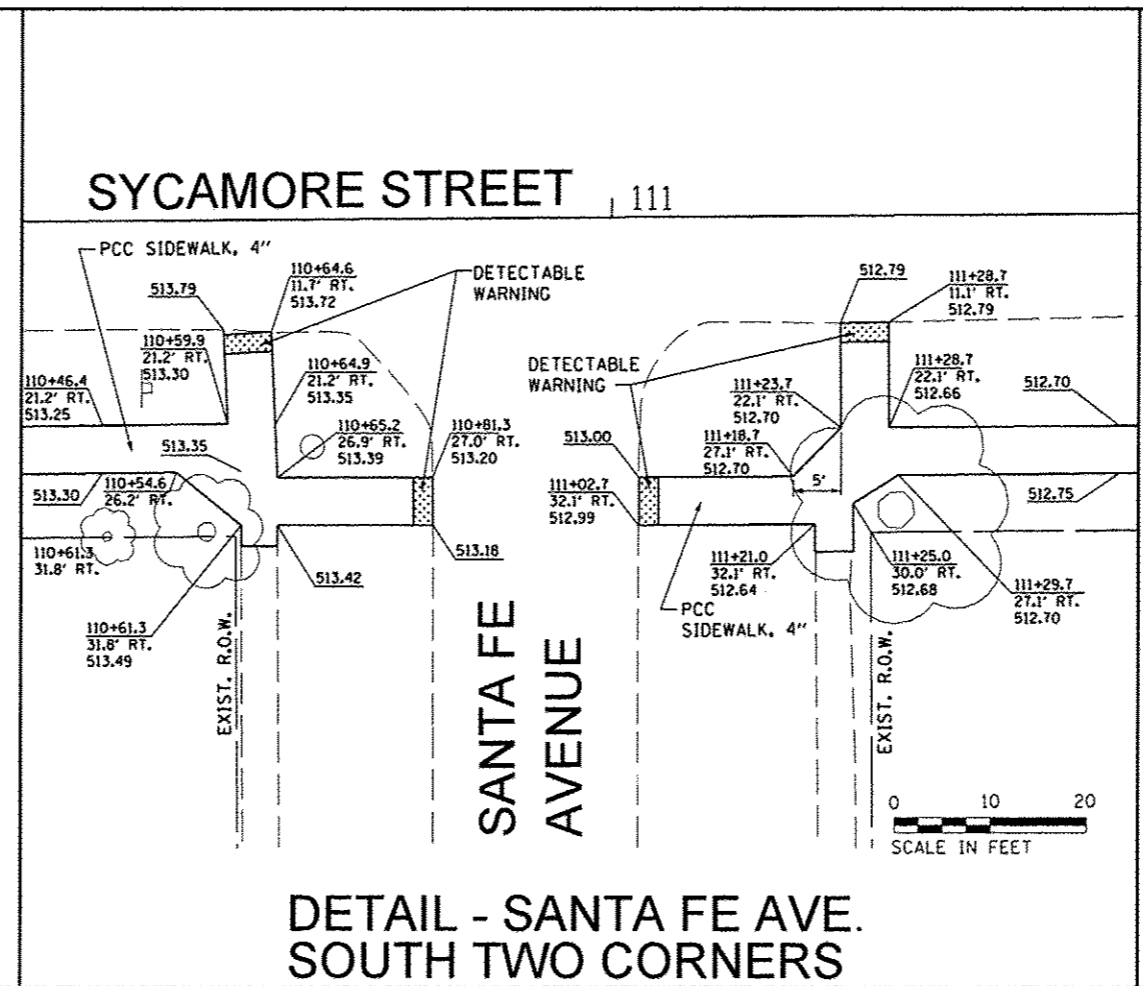 SYCAMORE STREET
111
PCC SIDEWALK, 4"
513.79
110+64.6
11.7' RT.
513.72
DETECTABLE
WARNING
512.79
111+28.7
11.1' RT.
512.79
110+59.9
21.2' RT.
513.30
110+46.4
21.2' RT.
513.25
P
110+64.9
21.2' RT.
513.35
DETECTABLE
WARNING
111+23.7
22.1' RT.
512.70
111+28.7
22.1' RT.
512.66
512.70
513.35
110+65.2
26.9' RT.
513.39
110+81.3
27.0' RT.
513.20
513.00
111+18.7
27.1' RT.
512.70
5'
513.30
110+54.6
26.2' RT.
111+02.7
32.1' RT.
512.99
512.75
110+61.3
31.8' RT.
513.42
513.18
111+21.0
32.1' RT.
512.64
111+25.0
30.0' RT.
512.68
111+29.7
27.1' RT.
512.70
110+61.3
31.8' RT.
513.49
PCC
SIDEWALK, 4"
EXIST. R.O.W.
SANTA FE
AVENUE
EXIST. R.O.W.
0 10 20
SCALE IN FEET
DETAIL - SANTA FE AVE.
SOUTH TWO CORNERS